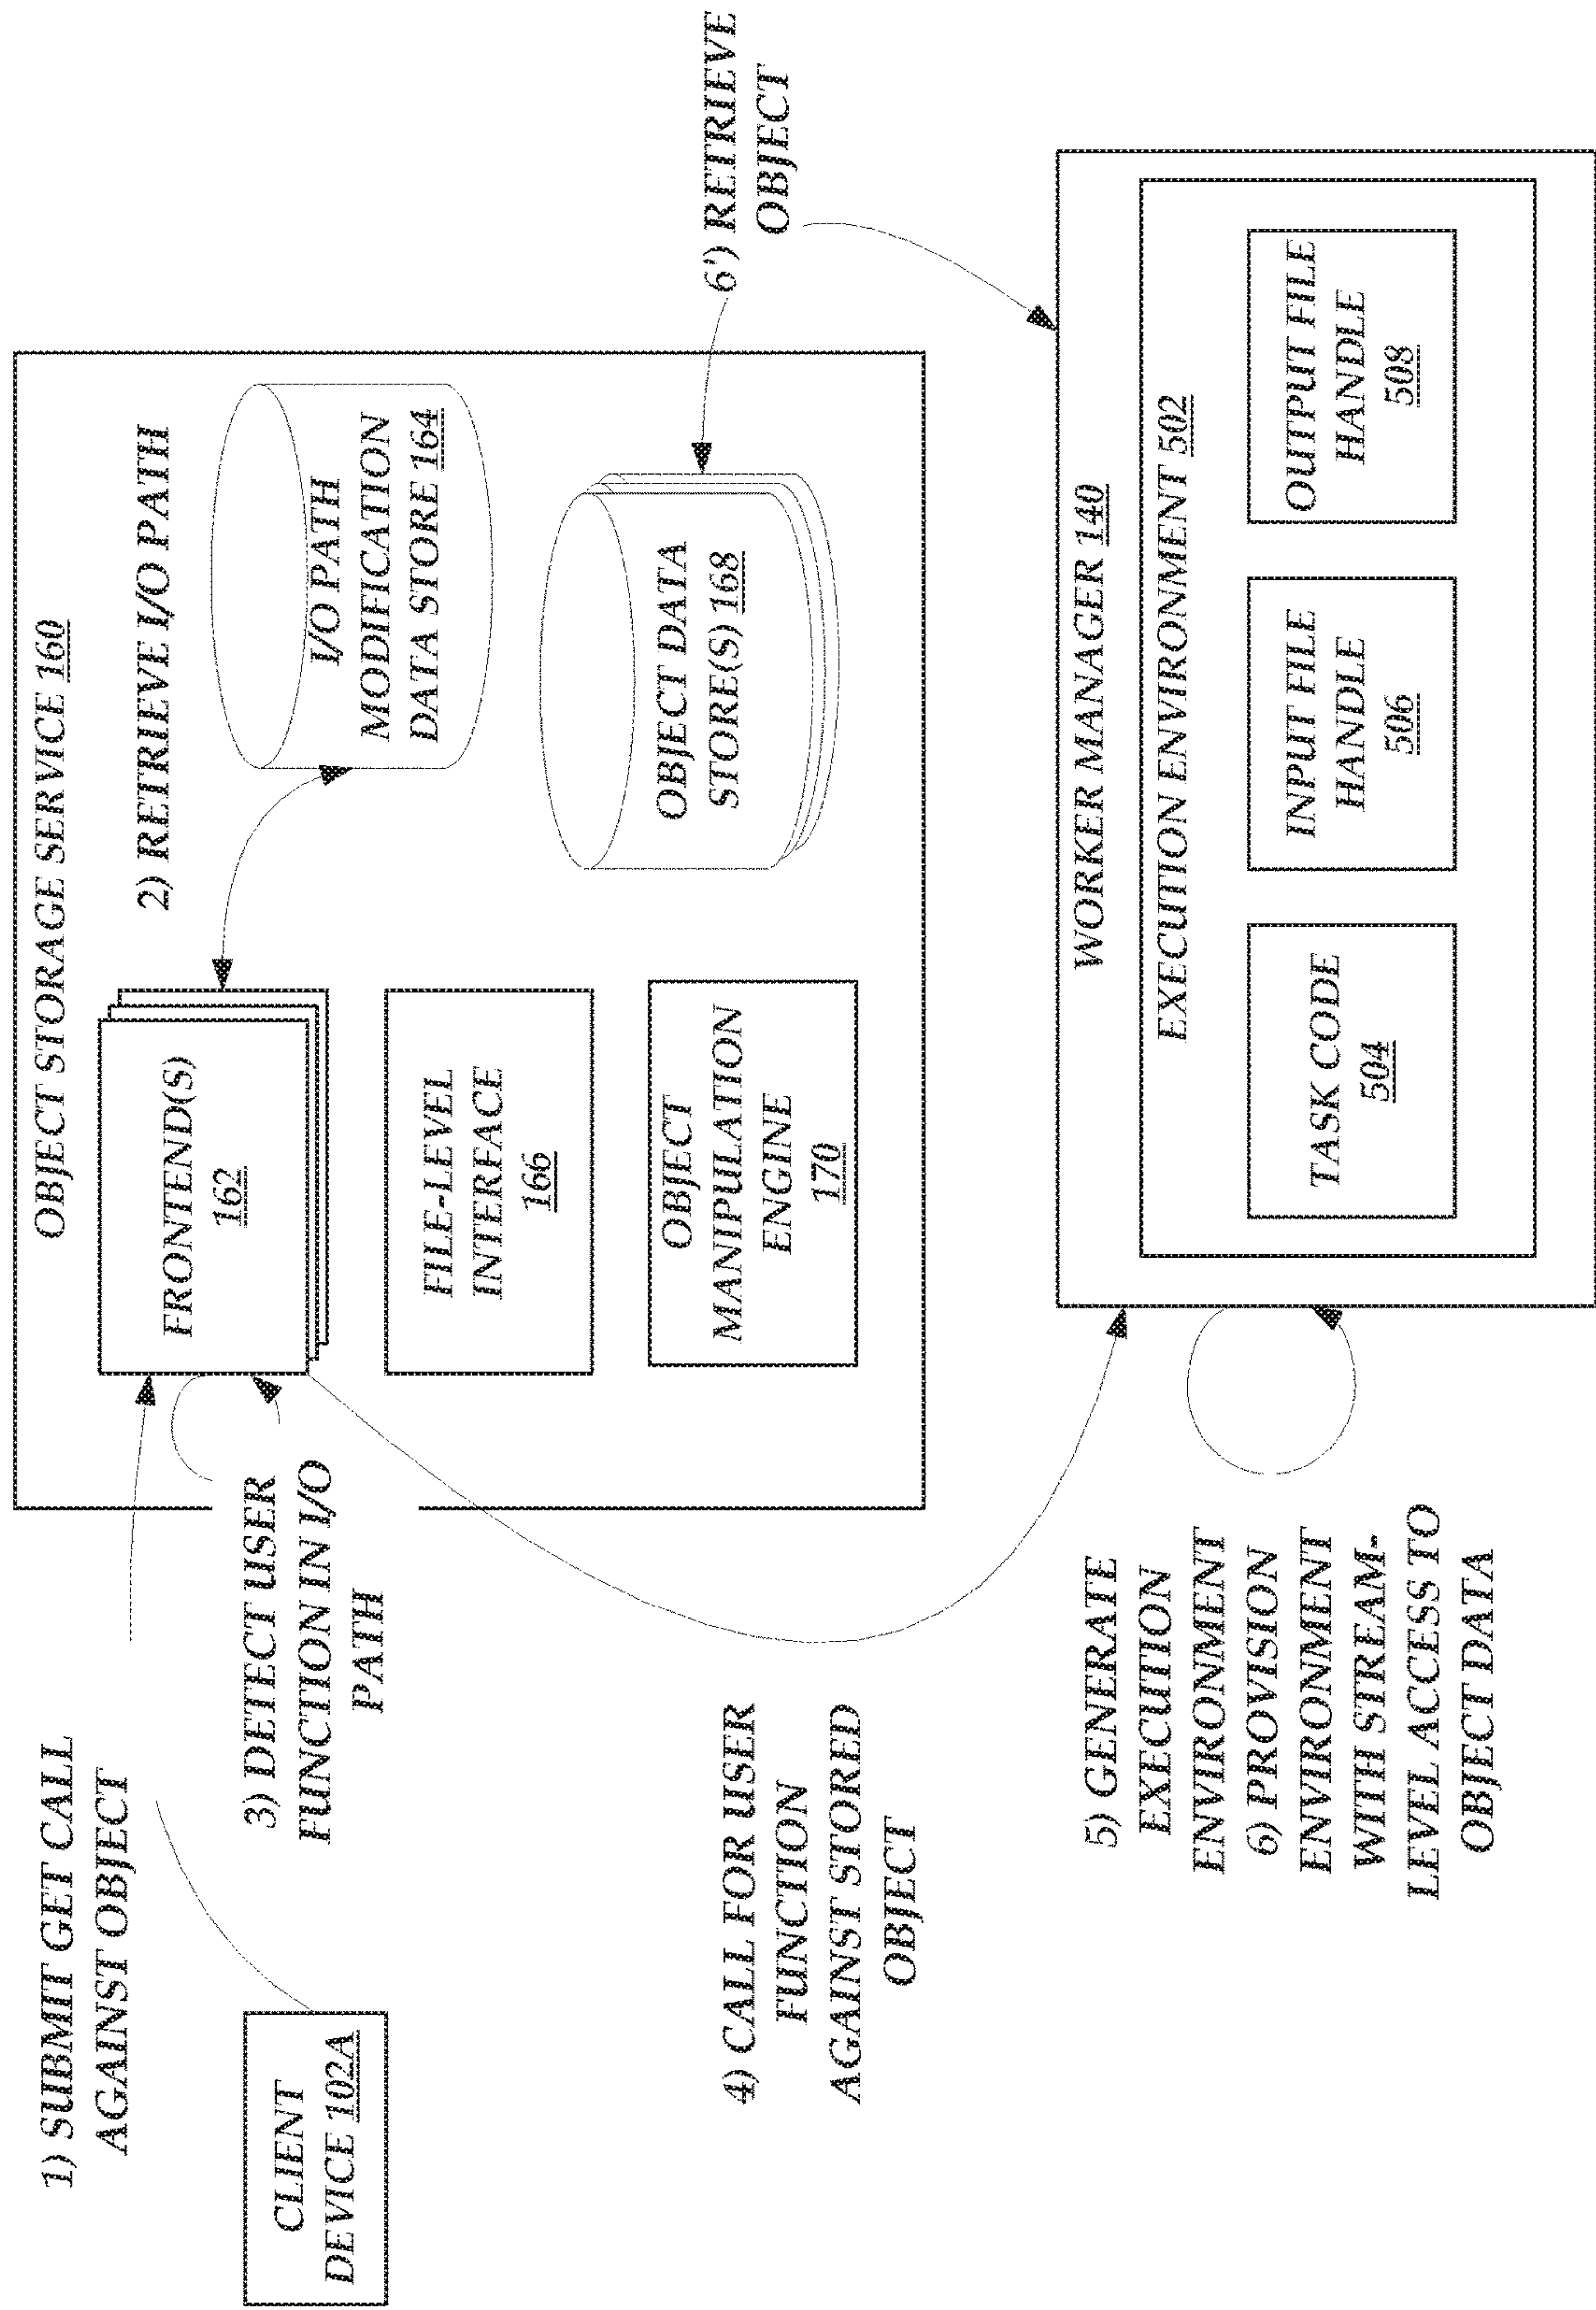 1) SUBMIT GET CALL
AGAINST OBJECT
CLIENT
DEVICE 102A
OBJECT STORAGE SERVICE 160
FRONTEND(S)
162
2) RETRIEVE I/O PATH
I/O PATH
MODIFICATION
DATA STORE 164
3) DETECT USER
FUNCTION IN I/O
PATH
FILE-LEVEL
INTERFACE
166
OBJECT DATA
STORE(S) 168
OBJECT
MANIPULATION
ENGINE
170
6') RETRIEVE
OBJECT
4) CALL FOR USER
FUNCTION
AGAINST STORED
OBJECT
5) GENERATE
EXECUTION
ENVIRONMENT
6) PROVISION
ENVIRONMENT
WITH STREAM-
LEVEL ACCESS TO
OBJECT DATA
WORKER MANAGER 140
EXECUTION ENVIRONMENT 502
TASK CODE
504
INPUT FILE
HANDLE
506
OUTPUT FILE
HANDLE
508